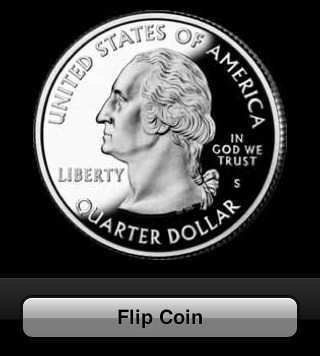 UNITED STATES OF AMERICA
LIBERTY
IN
GOD WE
TRUST
S
QUARTER DOLLAR
Flip Coin